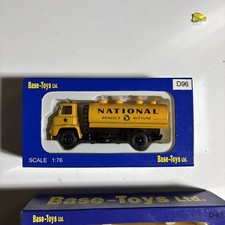 Base-Toys Ltd.
D96
NATIONAL
BENZOLE MIXTURE
SCALE 1:76
Base-Toys Ltd.
Base-Toys Ltd.